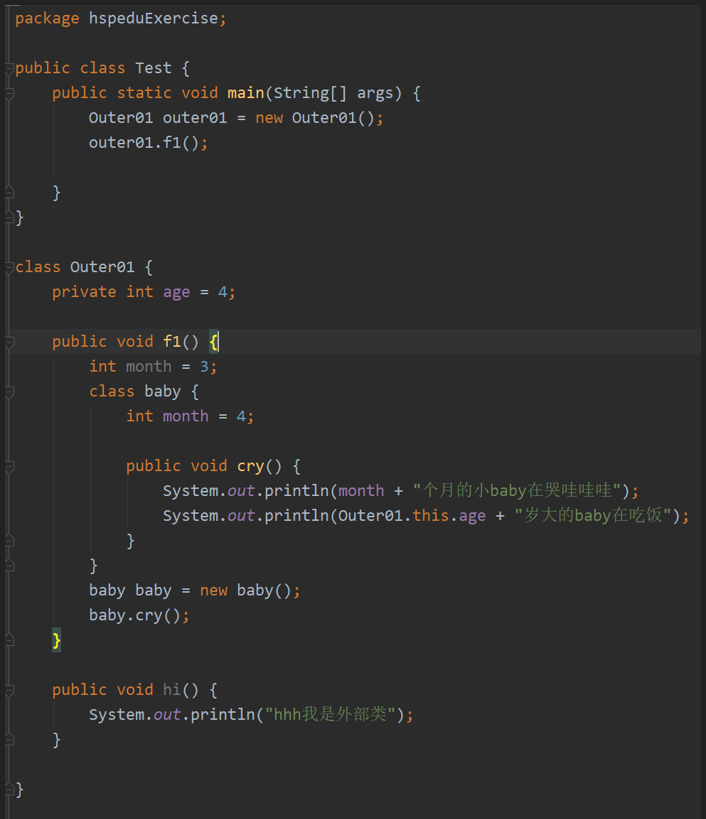 package hspeduExercise;
public class Test {
public static void main(String[] args) {
Outer01 outer01 = new Outer01();
outer01.f1();
}
}
class Outer01 {
private int age = 4;
public void f1() {
int month = 3;
class baby {
int month = 4;
public void cry() {
System.out.println(month + "个月的小baby在哭哇哇哇");
System.out.println(Outer01.this.age + "岁大的baby在吃饭");
}
}
baby baby = new baby();
baby.cry();
}
public void hi() {
System.out.println("hhh我是外部类");
}
}